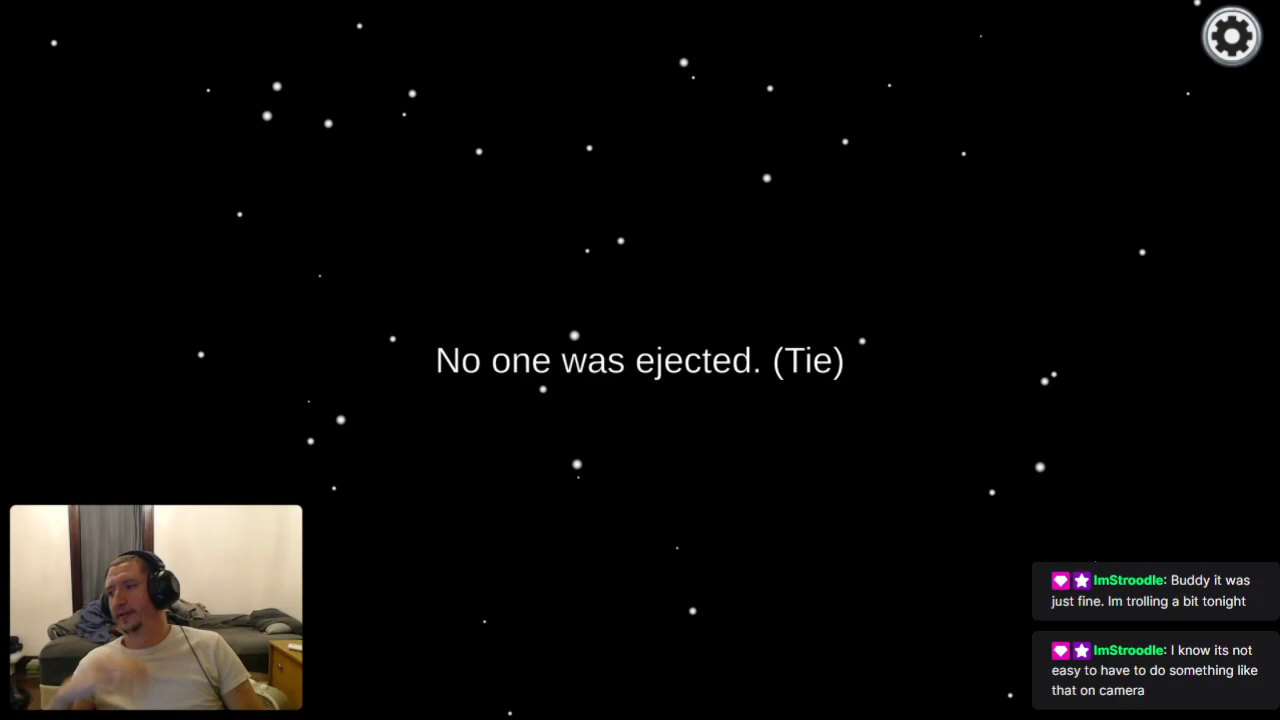 No one was ejected. (Tie)
ImStroodle: Buddy it was
just fine. Im trolling a bit tonight
ImStroodle: I know its not
easy to have to do something like
that on camera